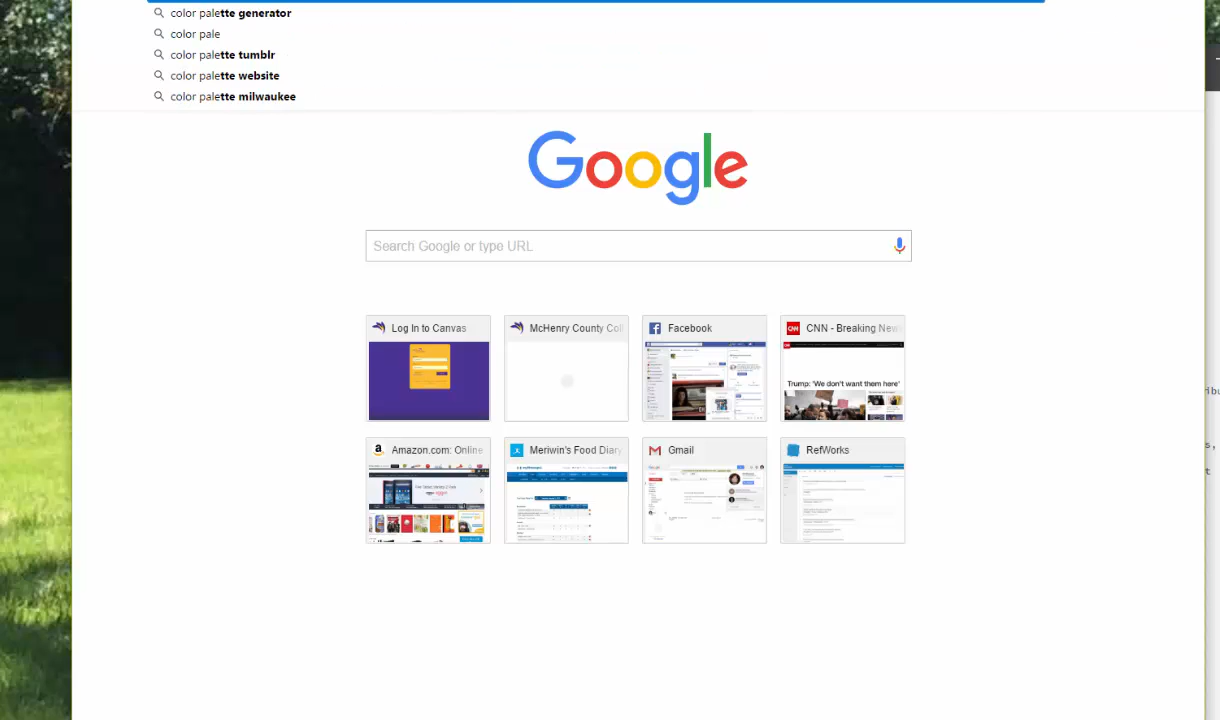 color palette generator
color pale
color palette tumblr
color palette website
color palette milwaukee
Google
Search Google or type URL
Log In to Canvas
McHenry County Col
Facebook
CNN - Breaking New
Trump: 'We don't want them here'
Amazon.com: Online
Meriwin's Food Diary
Gmail
RefWorks